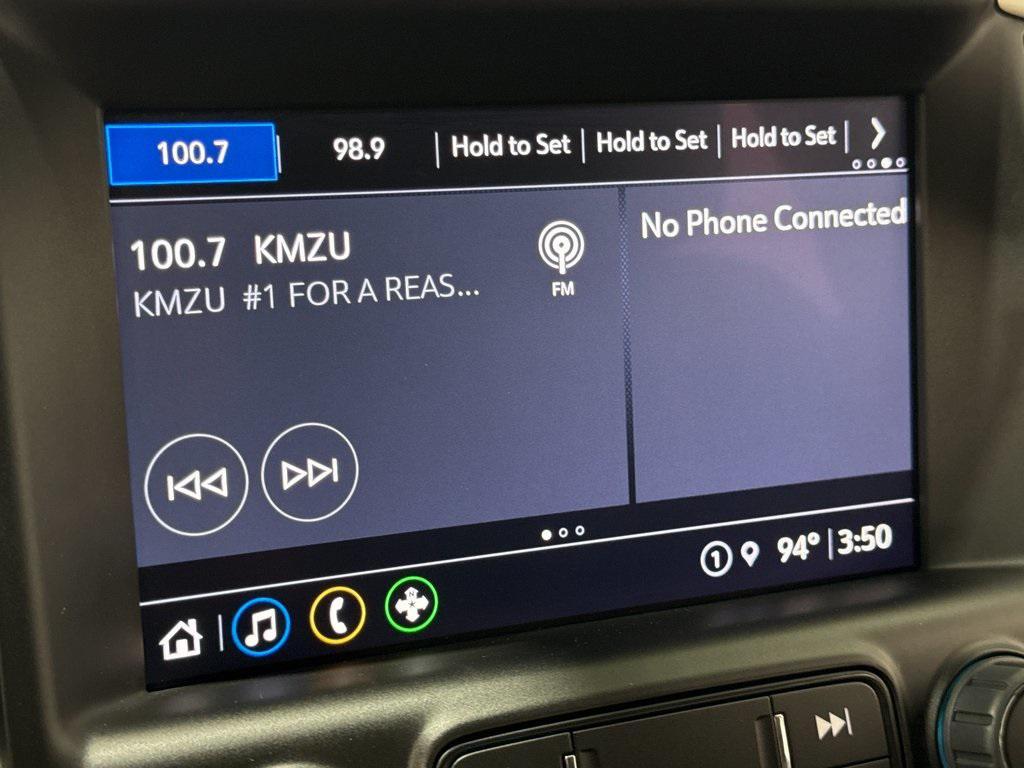 100.7 98.9 Hold to Set Hold to Set Hold to Set
100.7 KMZU
KMZU #1 FOR A REAS...
FM
No Phone Connected
1 94° 3:50
N